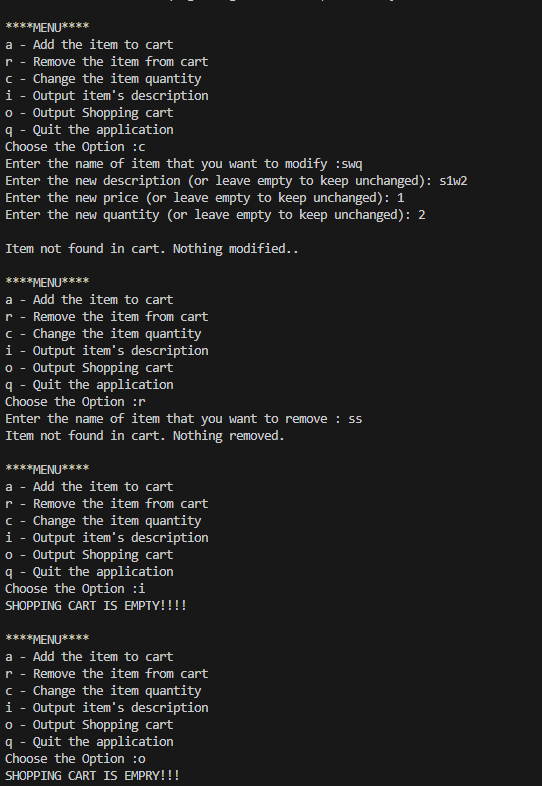 ****MENU****
a - Add the item to cart
r - Remove the item from cart
c - Change the item quantity
i - Output item's description
o - Output Shopping cart
q - Quit the application
Choose the Option :c
Enter the name of item that you want to modify :swq
Enter the new description (or leave empty to keep unchanged): s1w2
Enter the new price (or leave empty to keep unchanged): 1
Enter the new quantity (or leave empty to keep unchanged): 2
Item not found in cart. Nothing modified..
****MENU****
a - Add the item to cart
r - Remove the item from cart
c - Change the item quantity
i - Output item's description
o - Output Shopping cart
q - Quit the application
Choose the Option :r
Enter the name of item that you want to remove : ss
Item not found in cart. Nothing removed.
****MENU****
a - Add the item to cart
r - Remove the item from cart
c - Change the item quantity
i - Output item's description
o - Output Shopping cart
q - Quit the application
Choose the Option :i
SHOPPING CART IS EMPTY!!!!
****MENU****
a - Add the item to cart
r - Remove the item from cart
c - Change the item quantity
i - Output item's description
o - Output Shopping cart
q - Quit the application
Choose the Option :o
SHOPPING CART IS EMPRY!!!